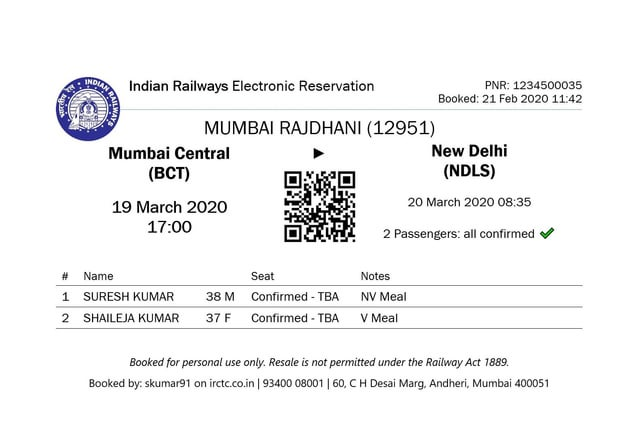 INDIAN RAILWAYS
भारतीय रेल
Indian Railways Electronic Reservation
PNR: 1234500035
Booked: 21 Feb 2020 11:42
MUMBAI RAJDHANI (12951)
Mumbai Central
(BCT)
19 March 2020
17:00
New Delhi
(NDLS)
20 March 2020 08:35
2 Passengers: all confirmed
# Name Seat Notes
1 SURESH KUMAR 38 M Confirmed - TBA NV Meal
2 SHAILEJA KUMAR 37 F Confirmed - TBA V Meal
Booked for personal use only. Resale is not permitted under the Railway Act 1889.
Booked by: skumar91 on irctc.co.in | 93400 08001 | 60, C H Desai Marg, Andheri, Mumbai 400051